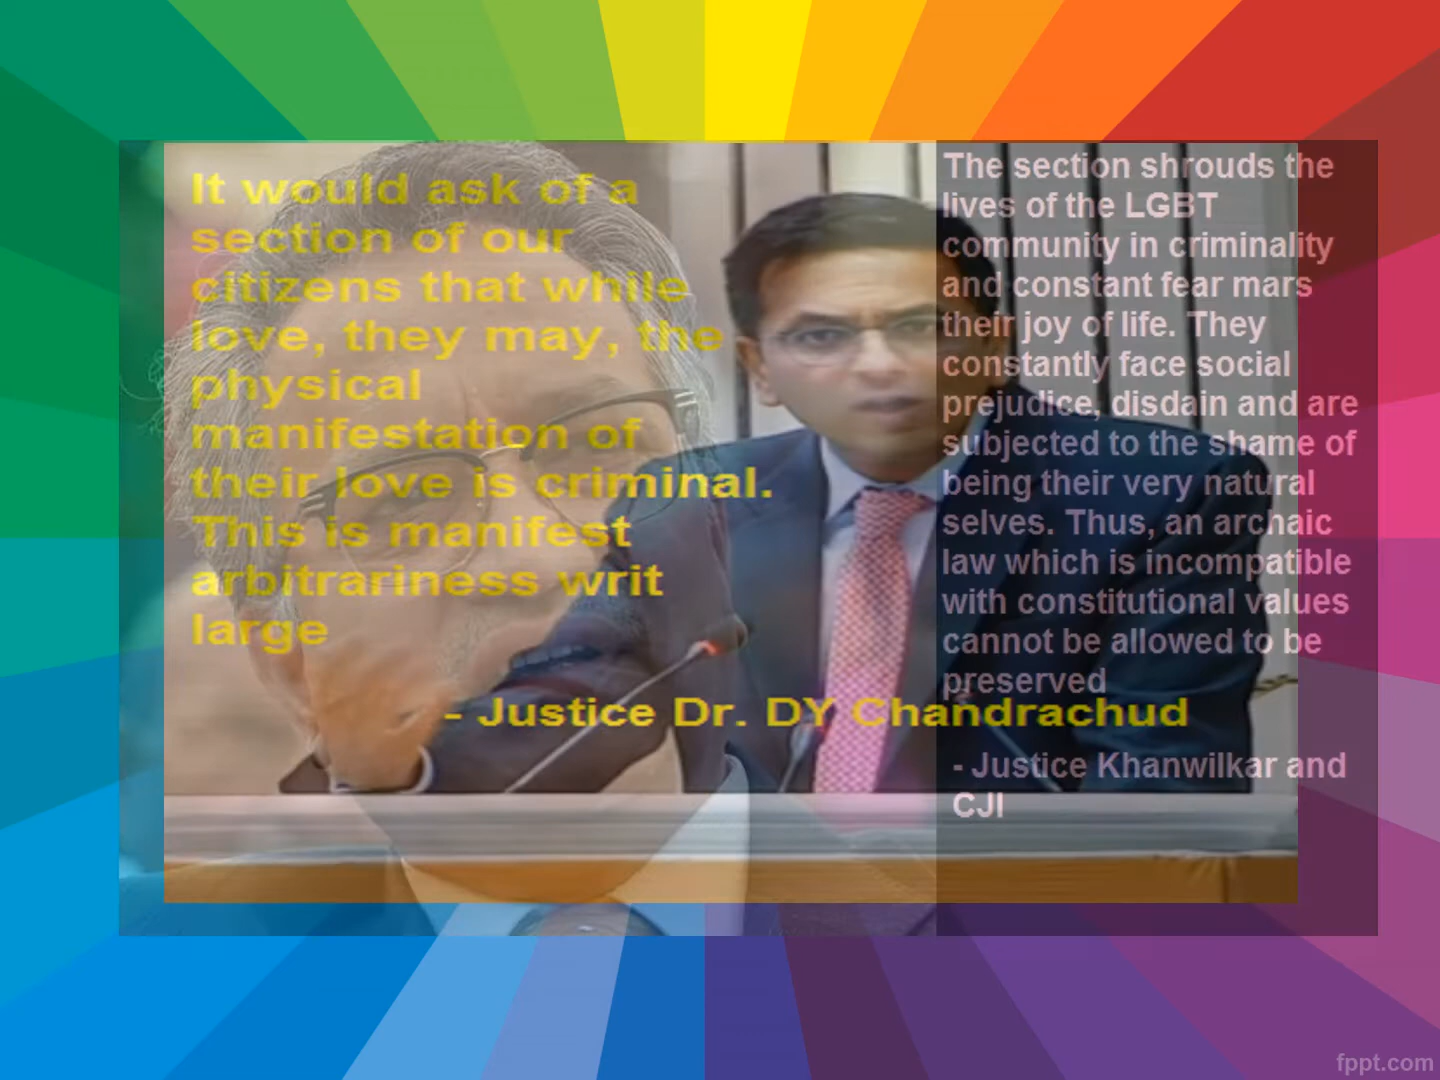 It would ask of a
section of our
citizens that while
love, they may, the
physical
manifestation of
their love is criminal.
This is manifest
arbitrariness writ
large
- Justice Dr. DY Chandrachud
The section shrouds the
lives of the LGBT
community in criminality
and constant fear mars
their joy of life. They
constantly face social
prejudice, disdain and are
subjected to the shame of
being their very natural
selves. Thus, an archaic
law which is incompatible
with constitutional values
cannot be allowed to be
preserved
- Justice Khanwilkar and
CJI
fppt.com